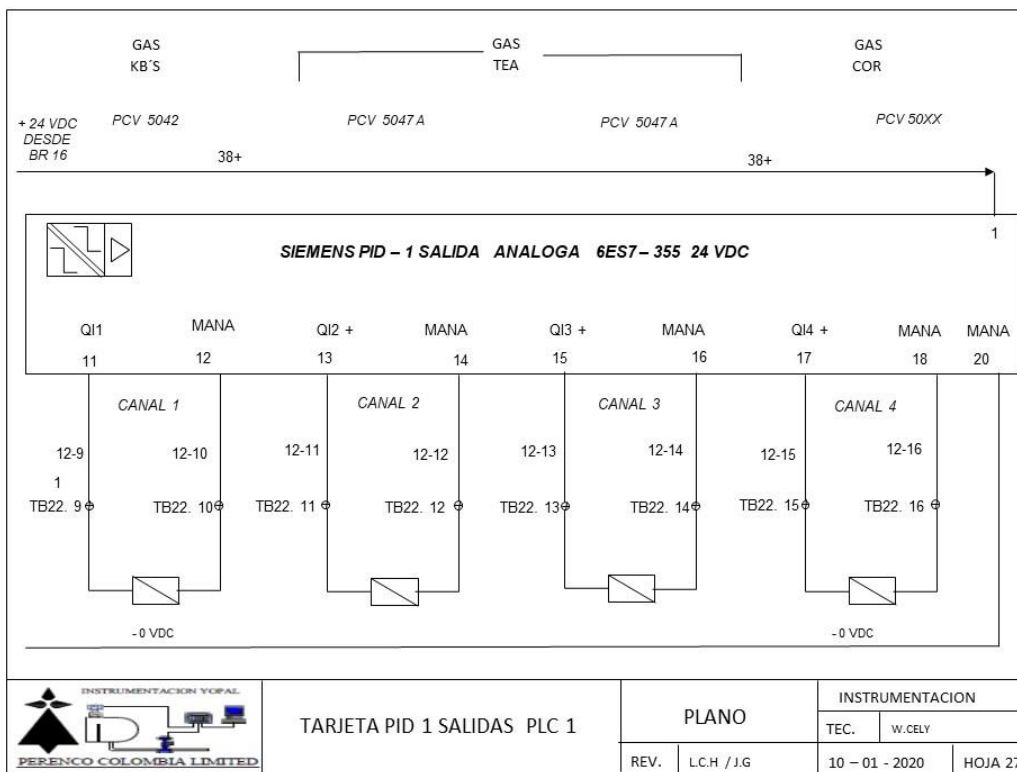 GAS
KB´S
GAS
TEA
GAS
COR
+ 24 VDC
DESDE
BR 16
PCV 5042
PCV 5047 A
PCV 5047 A
PCV 50XX
38+
38+
1
SIEMENS PID – 1 SALIDA ANALOGA 6ES7 – 355 24 VDC
QI1
MANA
QI2 +
MANA
QI3 +
MANA
QI4 +
MANA
MANA
11
12
13
14
15
16
17
18
20
CANAL 1
CANAL 2
CANAL 3
CANAL 4
12-9
12-10
12-11
12-12
12-13
12-14
12-15
12-16
1
TB22. 9
TB22. 10
TB22. 11
TB22. 12
TB22. 13
TB22. 14
TB22. 15
TB22. 16
- 0 VDC
- 0 VDC
INSTRUMENTACION YOPAL
PERENCO COLOMBIA LIMITED
TARJETA PID 1 SALIDAS PLC 1
PLANO
REV.
L.C.H / J.G
INSTRUMENTACION
TEC.
W.CELY
10 – 01 - 2020
HOJA 27